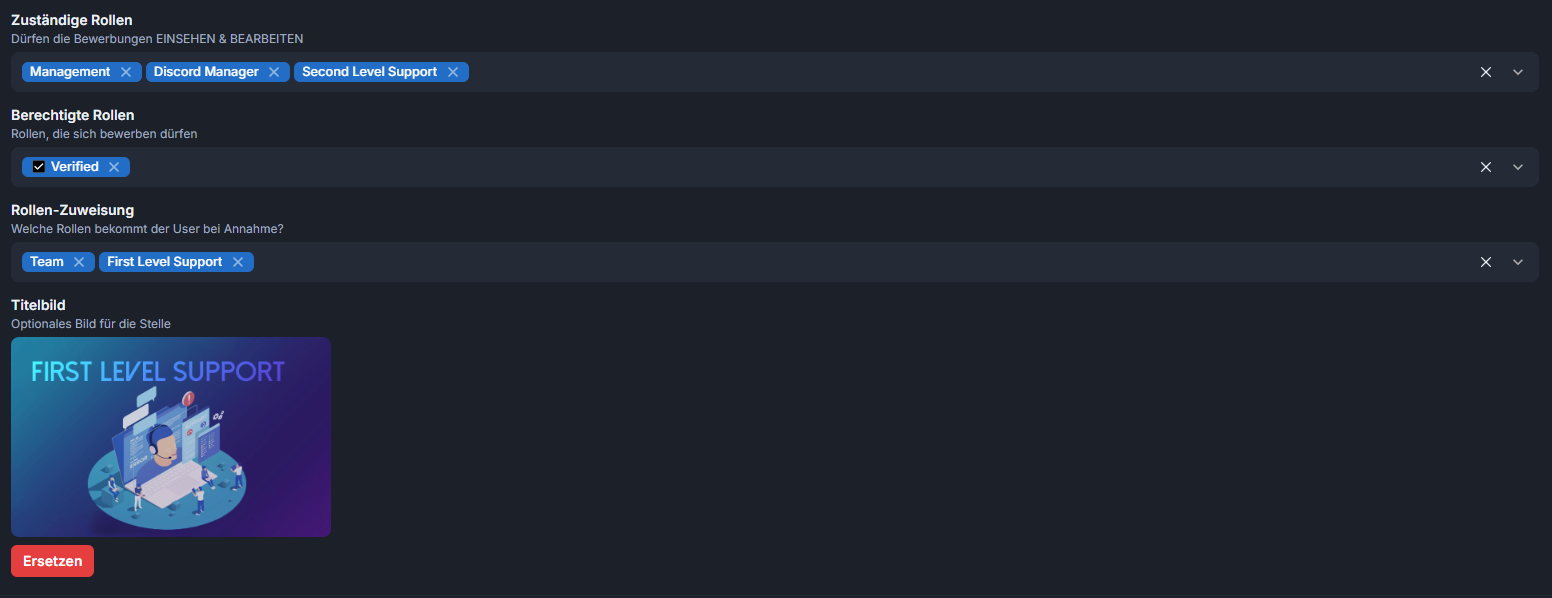 Zuständige Rollen
Dürfen die Bewerbungen EINSEHEN & BEARBEITEN
Management Discord Manager Second Level Support
Berechtigte Rollen
Rollen, die sich bewerben dürfen
Verified
Rollen-Zuweisung
Welche Rollen bekommt der User bei Annahme?
Team First Level Support
Titelbild
Optionales Bild für die Stelle
FIRST LEVEL SUPPORT
ERROR
Ersetzen